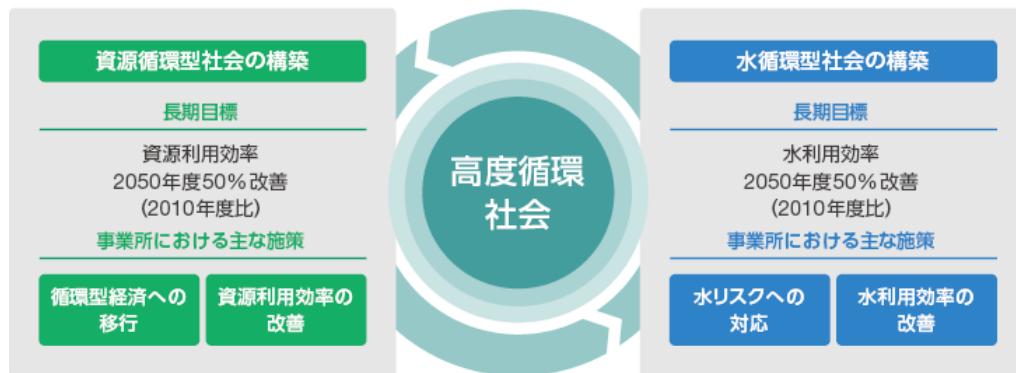 資源循環型社会の構築
長期目標
資源利用効率
2050年度50%改善
(2010年度比)
事業所における主な施策
循環型経済への
移行
資源利用効率の
改善
高度循環
社会
水循環型社会の構築
長期目標
水利用効率
2050年度50%改善
(2010年度比)
事業所における主な施策
水リスクへの
対応
水利用効率の
改善